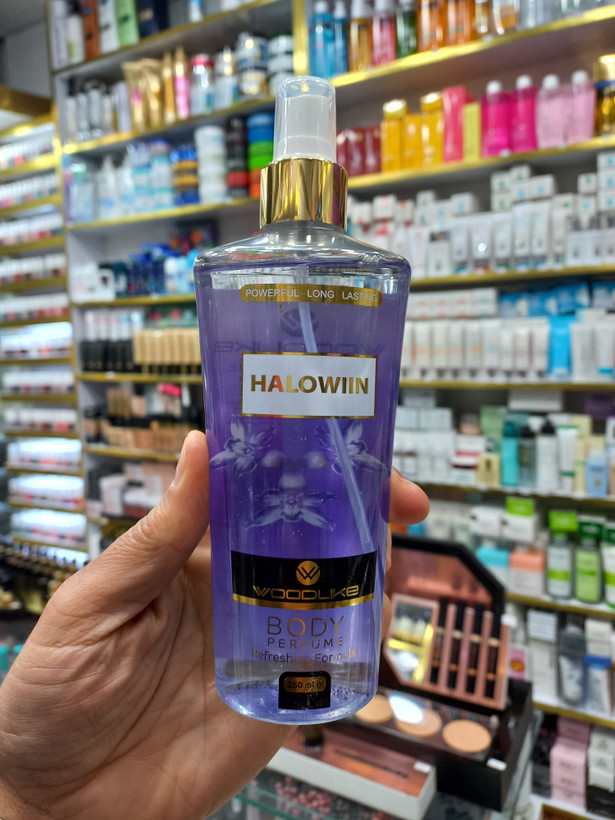 POWERFUL LONG LASTING
HALOWIIN
WOODLIKE
BODY
PERFUME
Refreshing Formula
250 ml e